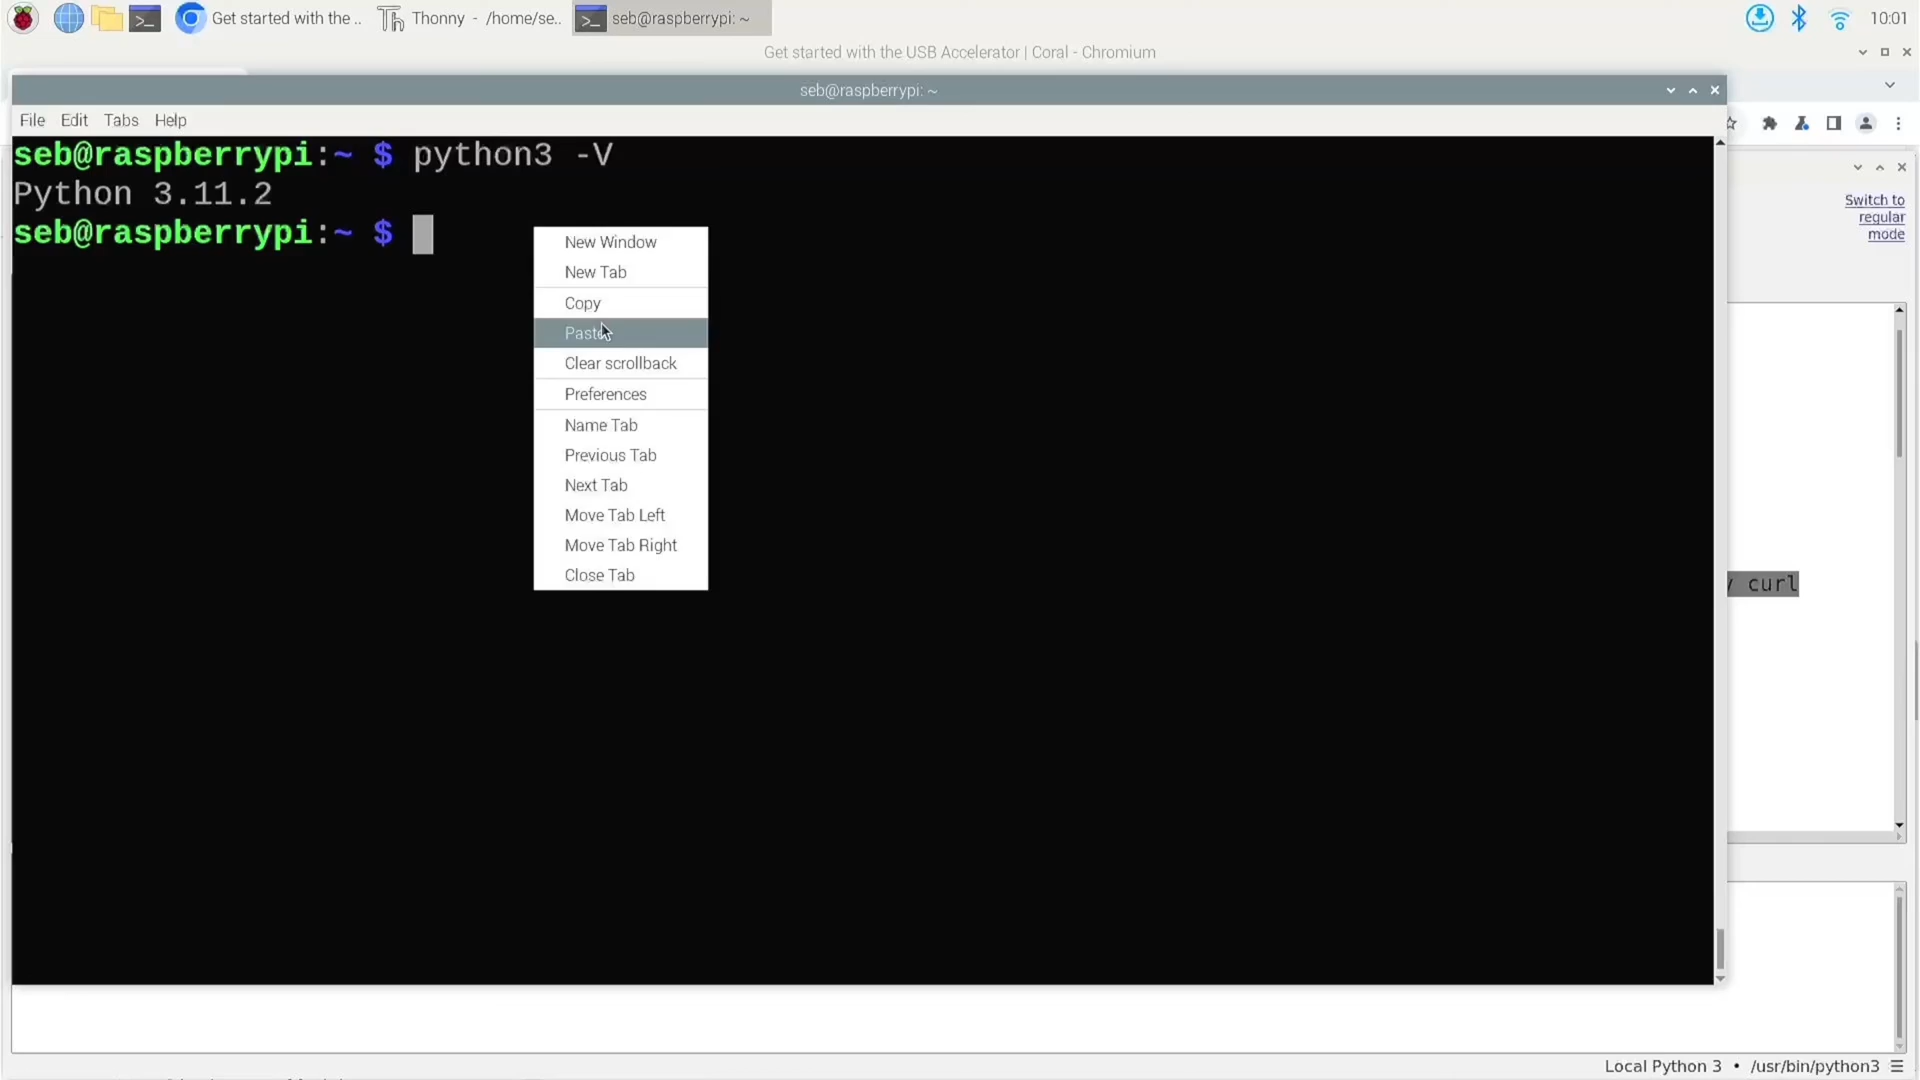 Get started with the ..
Thonny - /home/se..
seb@raspberrypi: ~
10:01
Get started with the USB Accelerator | Coral - Chromium
seb@raspberrypi: ~
File Edit Tabs Help
seb@raspberrypi:~ $ python3 -V
Python 3.11.2
seb@raspberrypi:~ $
New Window
New Tab
Copy
Paste
Clear scrollback
Preferences
Name Tab
Previous Tab
Next Tab
Move Tab Left
Move Tab Right
Close Tab
Switch to
regular
mode
curl
Local Python 3 • /usr/bin/python3 ☰